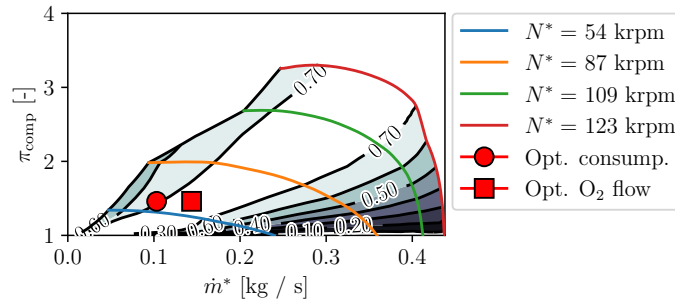 4
3
2
1
π_comp [-]
0.0
0.1
0.2
0.3
0.4
ṁ* [kg / s]
0.70
0.70
0.50
0.60
0.30
0.60
0.40
0.10
0.20
N* = 54 krpm
N* = 87 krpm
N* = 109 krpm
N* = 123 krpm
Opt. consump.
Opt. O₂ flow